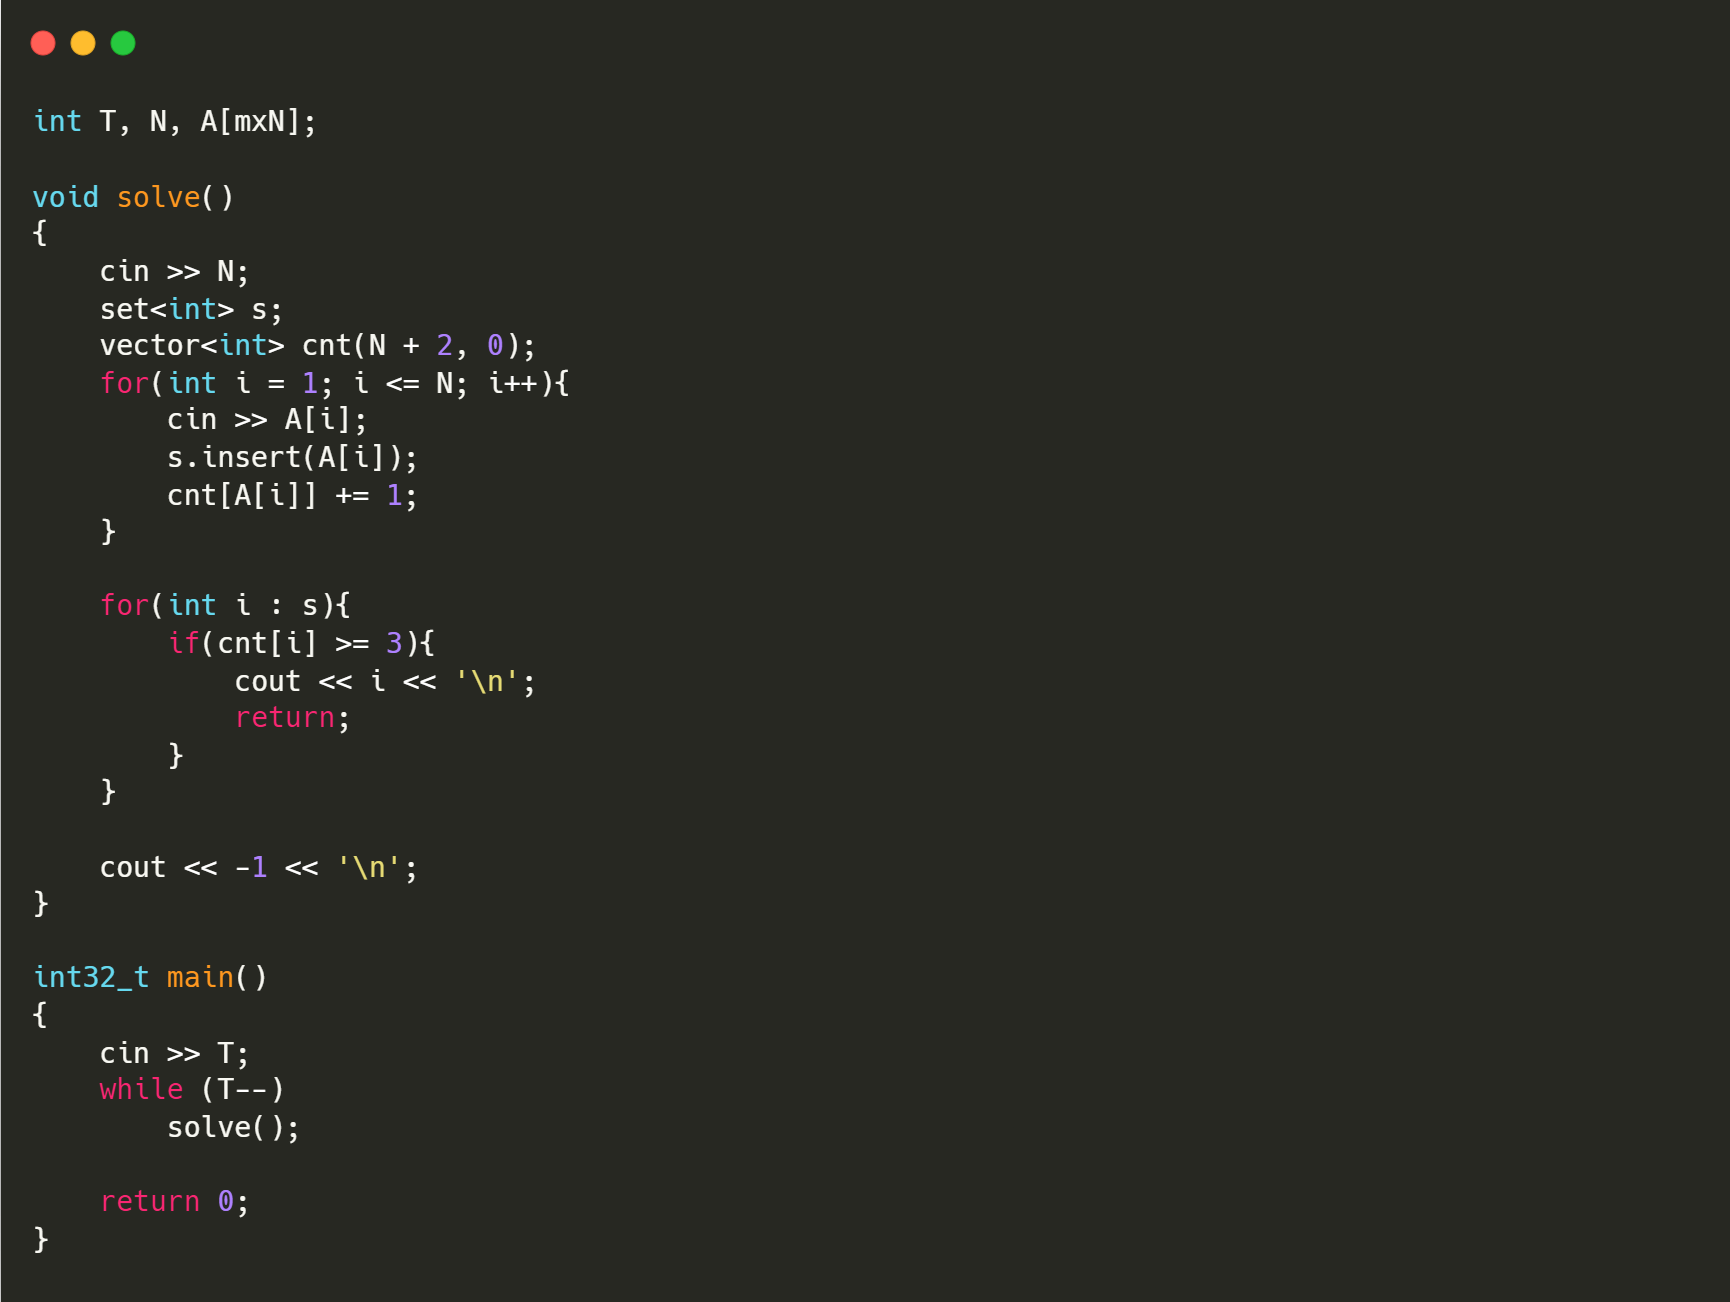 int T, N, A[mxN];

void solve()
{
    cin >> N;
    set<int> s;
    vector<int> cnt(N + 2, 0);
    for(int i = 1; i <= N; i++){
        cin >> A[i];
        s.insert(A[i]);
        cnt[A[i]] += 1;
    }

    for(int i : s){
        if(cnt[i] >= 3){
            cout << i << '\n';
            return;
        }
    }

    cout << -1 << '\n';
}

int32_t main()
{
    cin >> T;
    while (T--)
        solve();

    return 0;
}